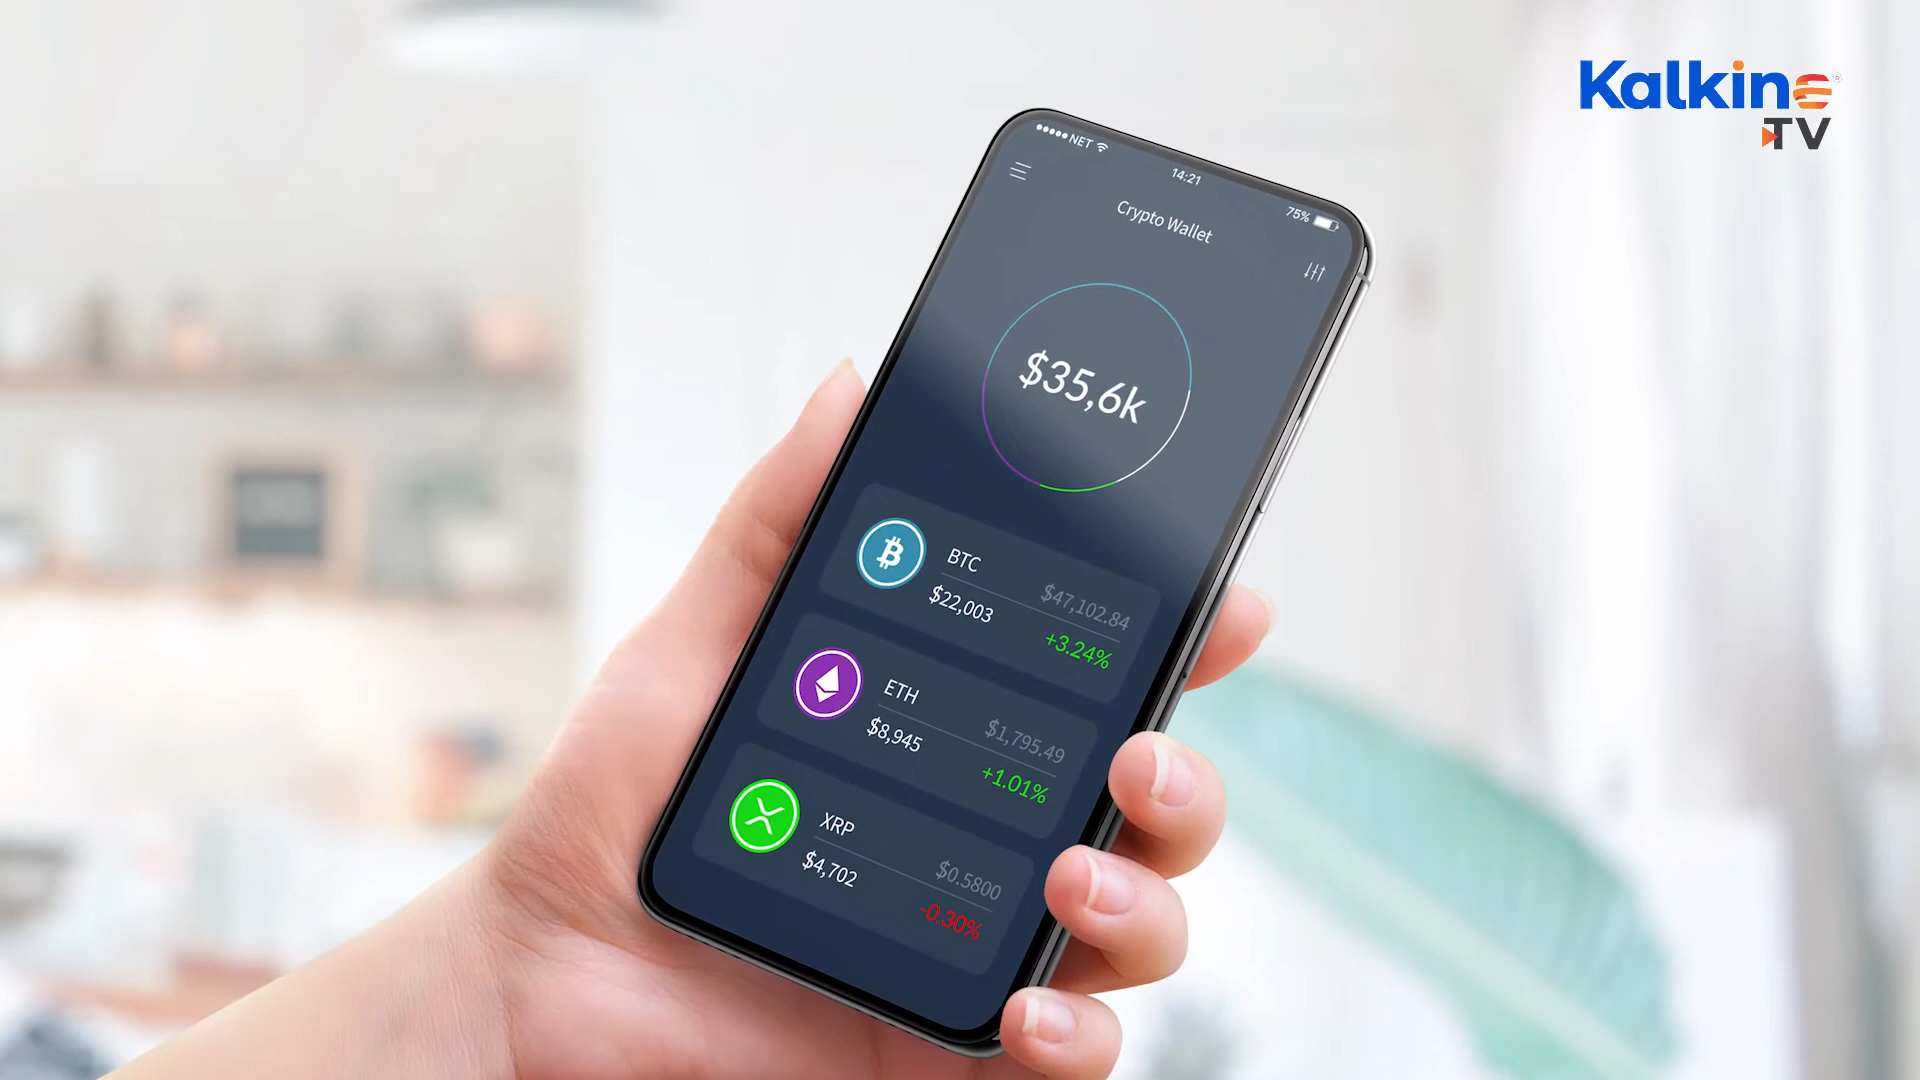 Kalkine
TV
NET
14:21
75%
Crypto Wallet
$35,6k
BTC
$47,102.84
$22,003
+3.24%
ETH
$1,795.49
$8,945
+1.01%
XRP
$0.5800
$4,702
-0.30%